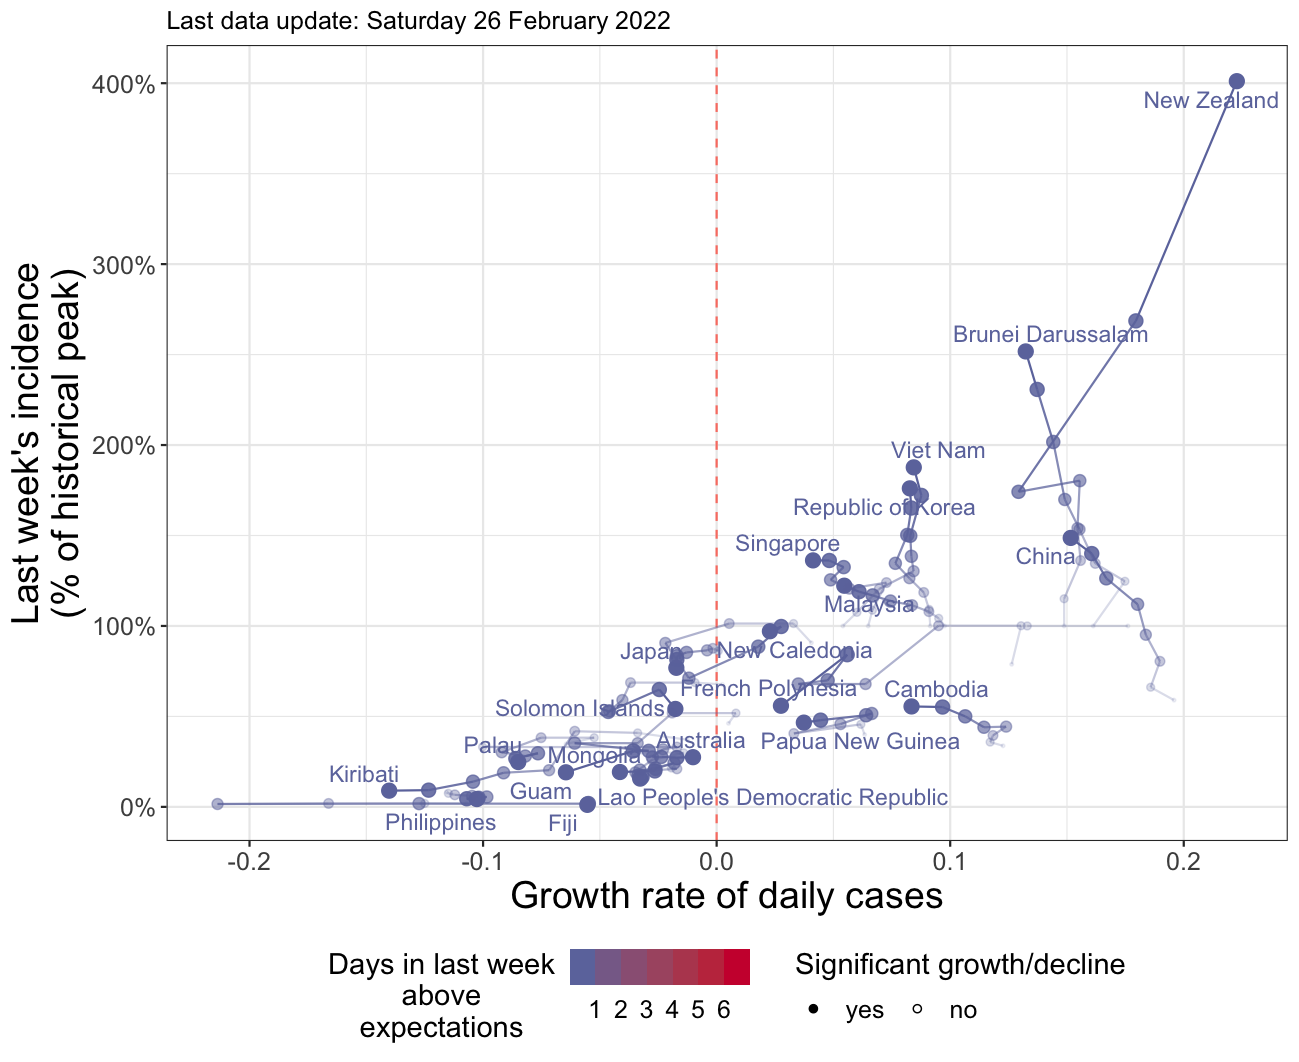 Last data update: Saturday 26 February 2022
400%
300%
200%
100%
0%
Last week's incidence
(% of historical peak)
New Zealand
Brunei Darussalam
Viet Nam
Republic of Korea
Singapore
China
Malaysia
Japan
New Caledonia
French Polynesia
Cambodia
Solomon Islands
Australia
Papua New Guinea
Palau
Mongolia
Kiribati
Guam
Lao People's Democratic Republic
Philippines
Fiji
-0.2
-0.1
0.0
0.1
0.2
Growth rate of daily cases
Days in last week
above
expectations
1 2 3 4 5 6
Significant growth/decline
yes
no